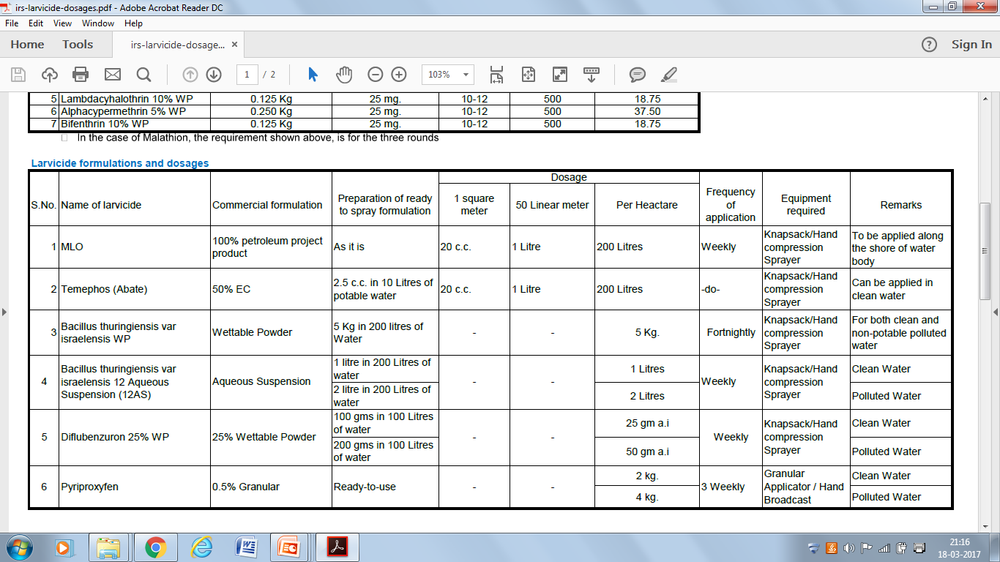 irs-larvicide-dosages.pdf - Adobe Acrobat Reader DC
File Edit View Window Help
Home Tools irs-larvicide-dosage... × Sign In
1 / 2 103%
5 Lambdacyhalothrin 10% WP 0.125 Kg 25 mg. 10-12 500 18.75
6 Alphacypermethrin 5% WP 0.250 Kg 25 mg. 10-12 500 37.50
7 Bifenthrin 10% WP 0.125 Kg 25 mg. 10-12 500 18.75
In the case of Malathion, the requirement shown above, is for the three rounds
Larvicide formulations and dosages
S.No.
Name of larvicide
Commercial formulation
Preparation of ready
to spray formulation
Dosage
1 square
meter
50 Linear meter
Per Heactare
Frequency
of
application
Equipment
required
Remarks
1
MLO
100% petroleum project
product
As it is
20 c.c.
1 Litre
200 Litres
Weekly
Knapsack/Hand
compression
Sprayer
To be applied along
the shore of water
body
2
Temephos (Abate)
50% EC
2.5 c.c. in 10 Litres of
potable water
20 c.c.
1 Litre
200 Litres
-do-
Knapsack/Hand
compression
Sprayer
Can be applied in
clean water
3
Bacillus thuringiensis var
israelensis WP
Wettable Powder
5 Kg in 200 litres of
Water
-
-
5 Kg.
Fortnightly
Knapsack/Hand
compression
Sprayer
For both clean and
non-potable polluted
water
4
Bacillus thuringiensis var
israelensis 12 Aqueous
Suspension (12AS)
Aqueous Suspension
1 litre in 200 Litres of
water
2 litre in 200 Litres of
water
-
-
1 Litres
2 Litres
Weekly
Knapsack/Hand
compression
Sprayer
Clean Water
Polluted Water
5
Diflubenzuron 25% WP
25% Wettable Powder
100 gms in 100 Litres
of water
200 gms in 100 Litres
of water
-
-
25 gm a.i
50 gm a.i
Weekly
Knapsack/Hand
compression
Sprayer
Clean Water
Polluted Water
6
Pyriproxyfen
0.5% Granular
Ready-to-use
-
-
2 kg.
4 kg.
3 Weekly
Granular
Applicator / Hand
Broadcast
Clean Water
Polluted Water
21:16
18-03-2017